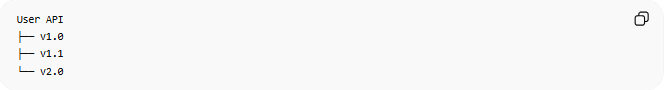 User API
├── v1.0
├── v1.1
└── v2.0